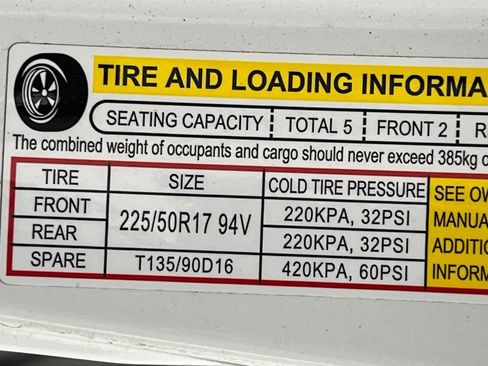 TIRE AND LOADING INFORMA
SEATING CAPACITY TOTAL 5 FRONT 2 R
The combined weight of occupants and cargo should never exceed 385kg o
TIRE SIZE COLD TIRE PRESSURE SEE OW
FRONT 225/50R17 94V 220KPA, 32PSI MANUA
REAR 220KPA, 32PSI ADDITIO
SPARE T135/90D16 420KPA, 60PSI INFORM